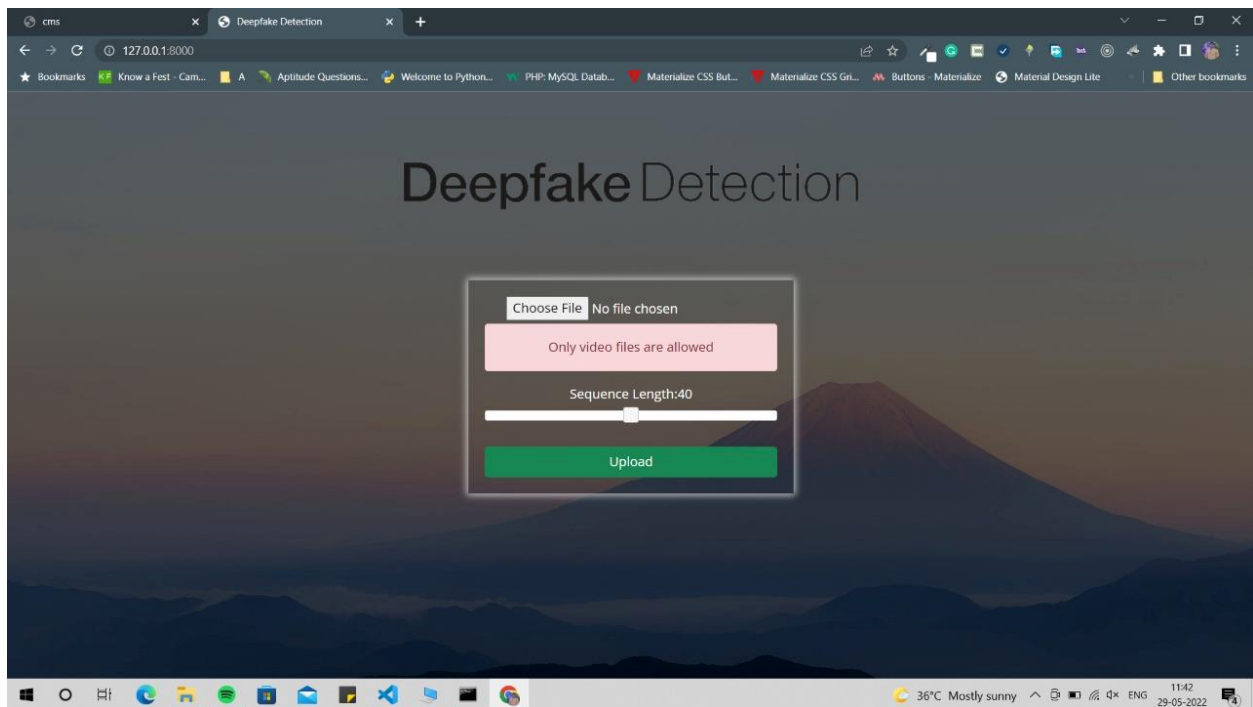 cms
Deepfake Detection
127.0.0.1:8000
Bookmarks
Know a Fest - Cam...
A
Aptitude Questions...
Welcome to Python...
PHP: MySQL Datab...
Materialize CSS But...
Materialize CSS Gri...
Buttons - Materialize
Material Design Lite
Other bookmarks
Deepfake Detection
Choose File No file chosen
Only video files are allowed
Sequence Length:40
Upload
36°C Mostly sunny
ENG
11:42
29-05-2022
4